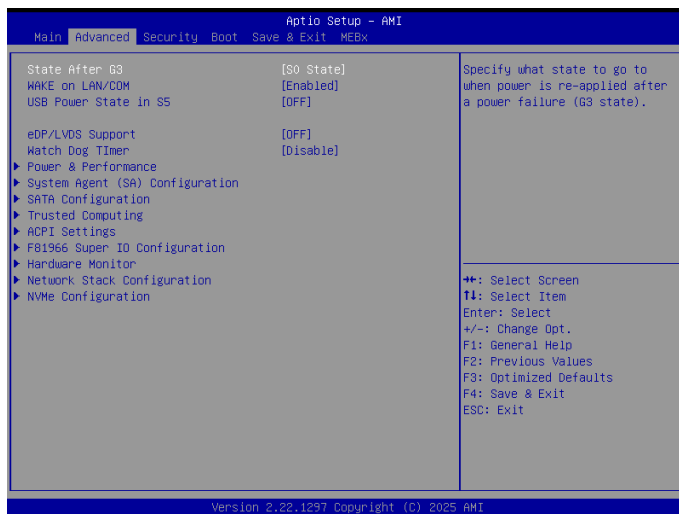 Aptio Setup - AMI
Main Advanced Security Boot Save & Exit MEBx
State After G3 [S0 State]
WAKE on LAN/COM [Enabled]
USB Power State in S5 [OFF]
eDP/LVDS Support [OFF]
Watch Dog TImer [Disable]
Power & Performance
System Agent (SA) Configuration
SATA Configuration
Trusted Computing
ACPI Settings
F81966 Super IO Configuration
Hardware Monitor
Network Stack Configuration
NVMe Configuration
Specify what state to go to
when power is re-applied after
a power failure (G3 state).
→←: Select Screen
↑↓: Select Item
Enter: Select
+/-: Change Opt.
F1: General Help
F2: Previous Values
F3: Optimized Defaults
F4: Save & Exit
ESC: Exit
Version 2.22.1297 Copyright (C) 2025 AMI